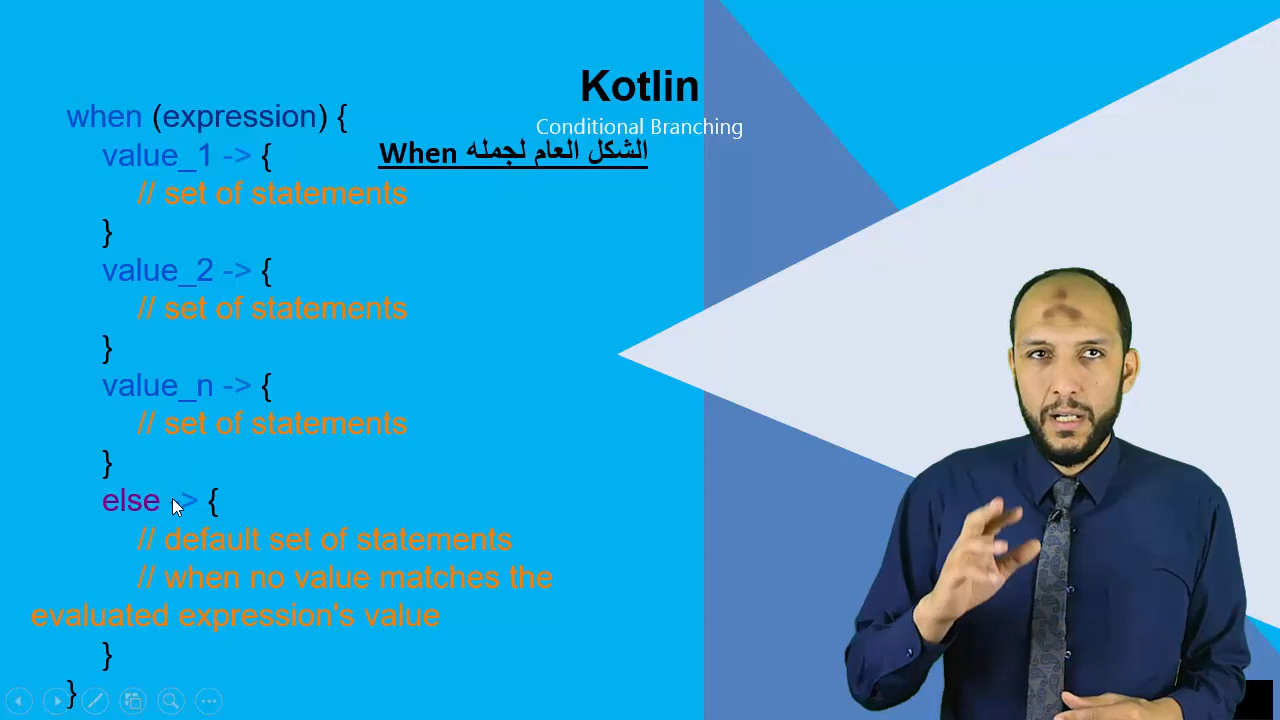 Kotlin
Conditional Branching
الشكل العام لجمله When
when (expression) {
value_1 -> {
// set of statements
}
value_2 -> {
// set of statements
}
value_n -> {
// set of statements
}
else -> {
// default set of statements
// when no value matches the
evaluated expression's value
}
}